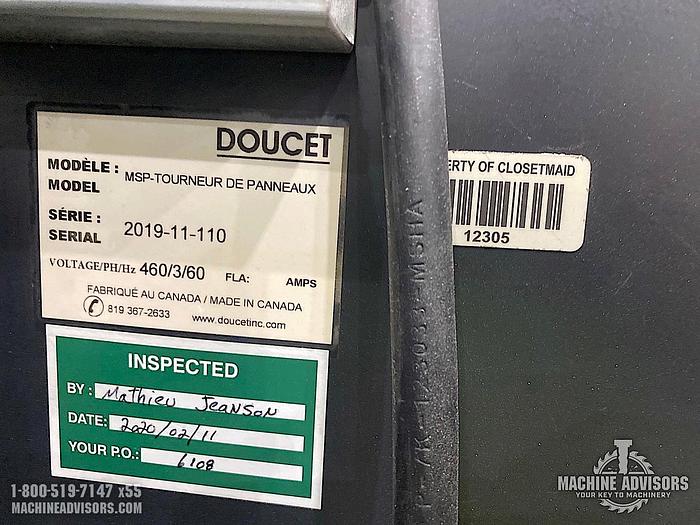 DOUCET
MODÈLE :
MODEL
MSP-TOURNEUR DE PANNEAUX
SÉRIE :
SERIAL
2019-11-110
VOLTAGE/PH/Hz 460/3/60 FLA: AMPS
FABRIQUÉ AU CANADA / MADE IN CANADA
819 367-2633 www.doucetinc.com
INSPECTED
BY : Mathieu Jeanson
DATE: 2020/02/11
YOUR P.O.: 6108
ERTY OF CLOSETMAID
12305
P-7K-123033-MSHA
1-800-519-7147 x55
MACHINEADVISORS.COM
MACHINE ADVISORS
YOUR KEY TO MACHINERY